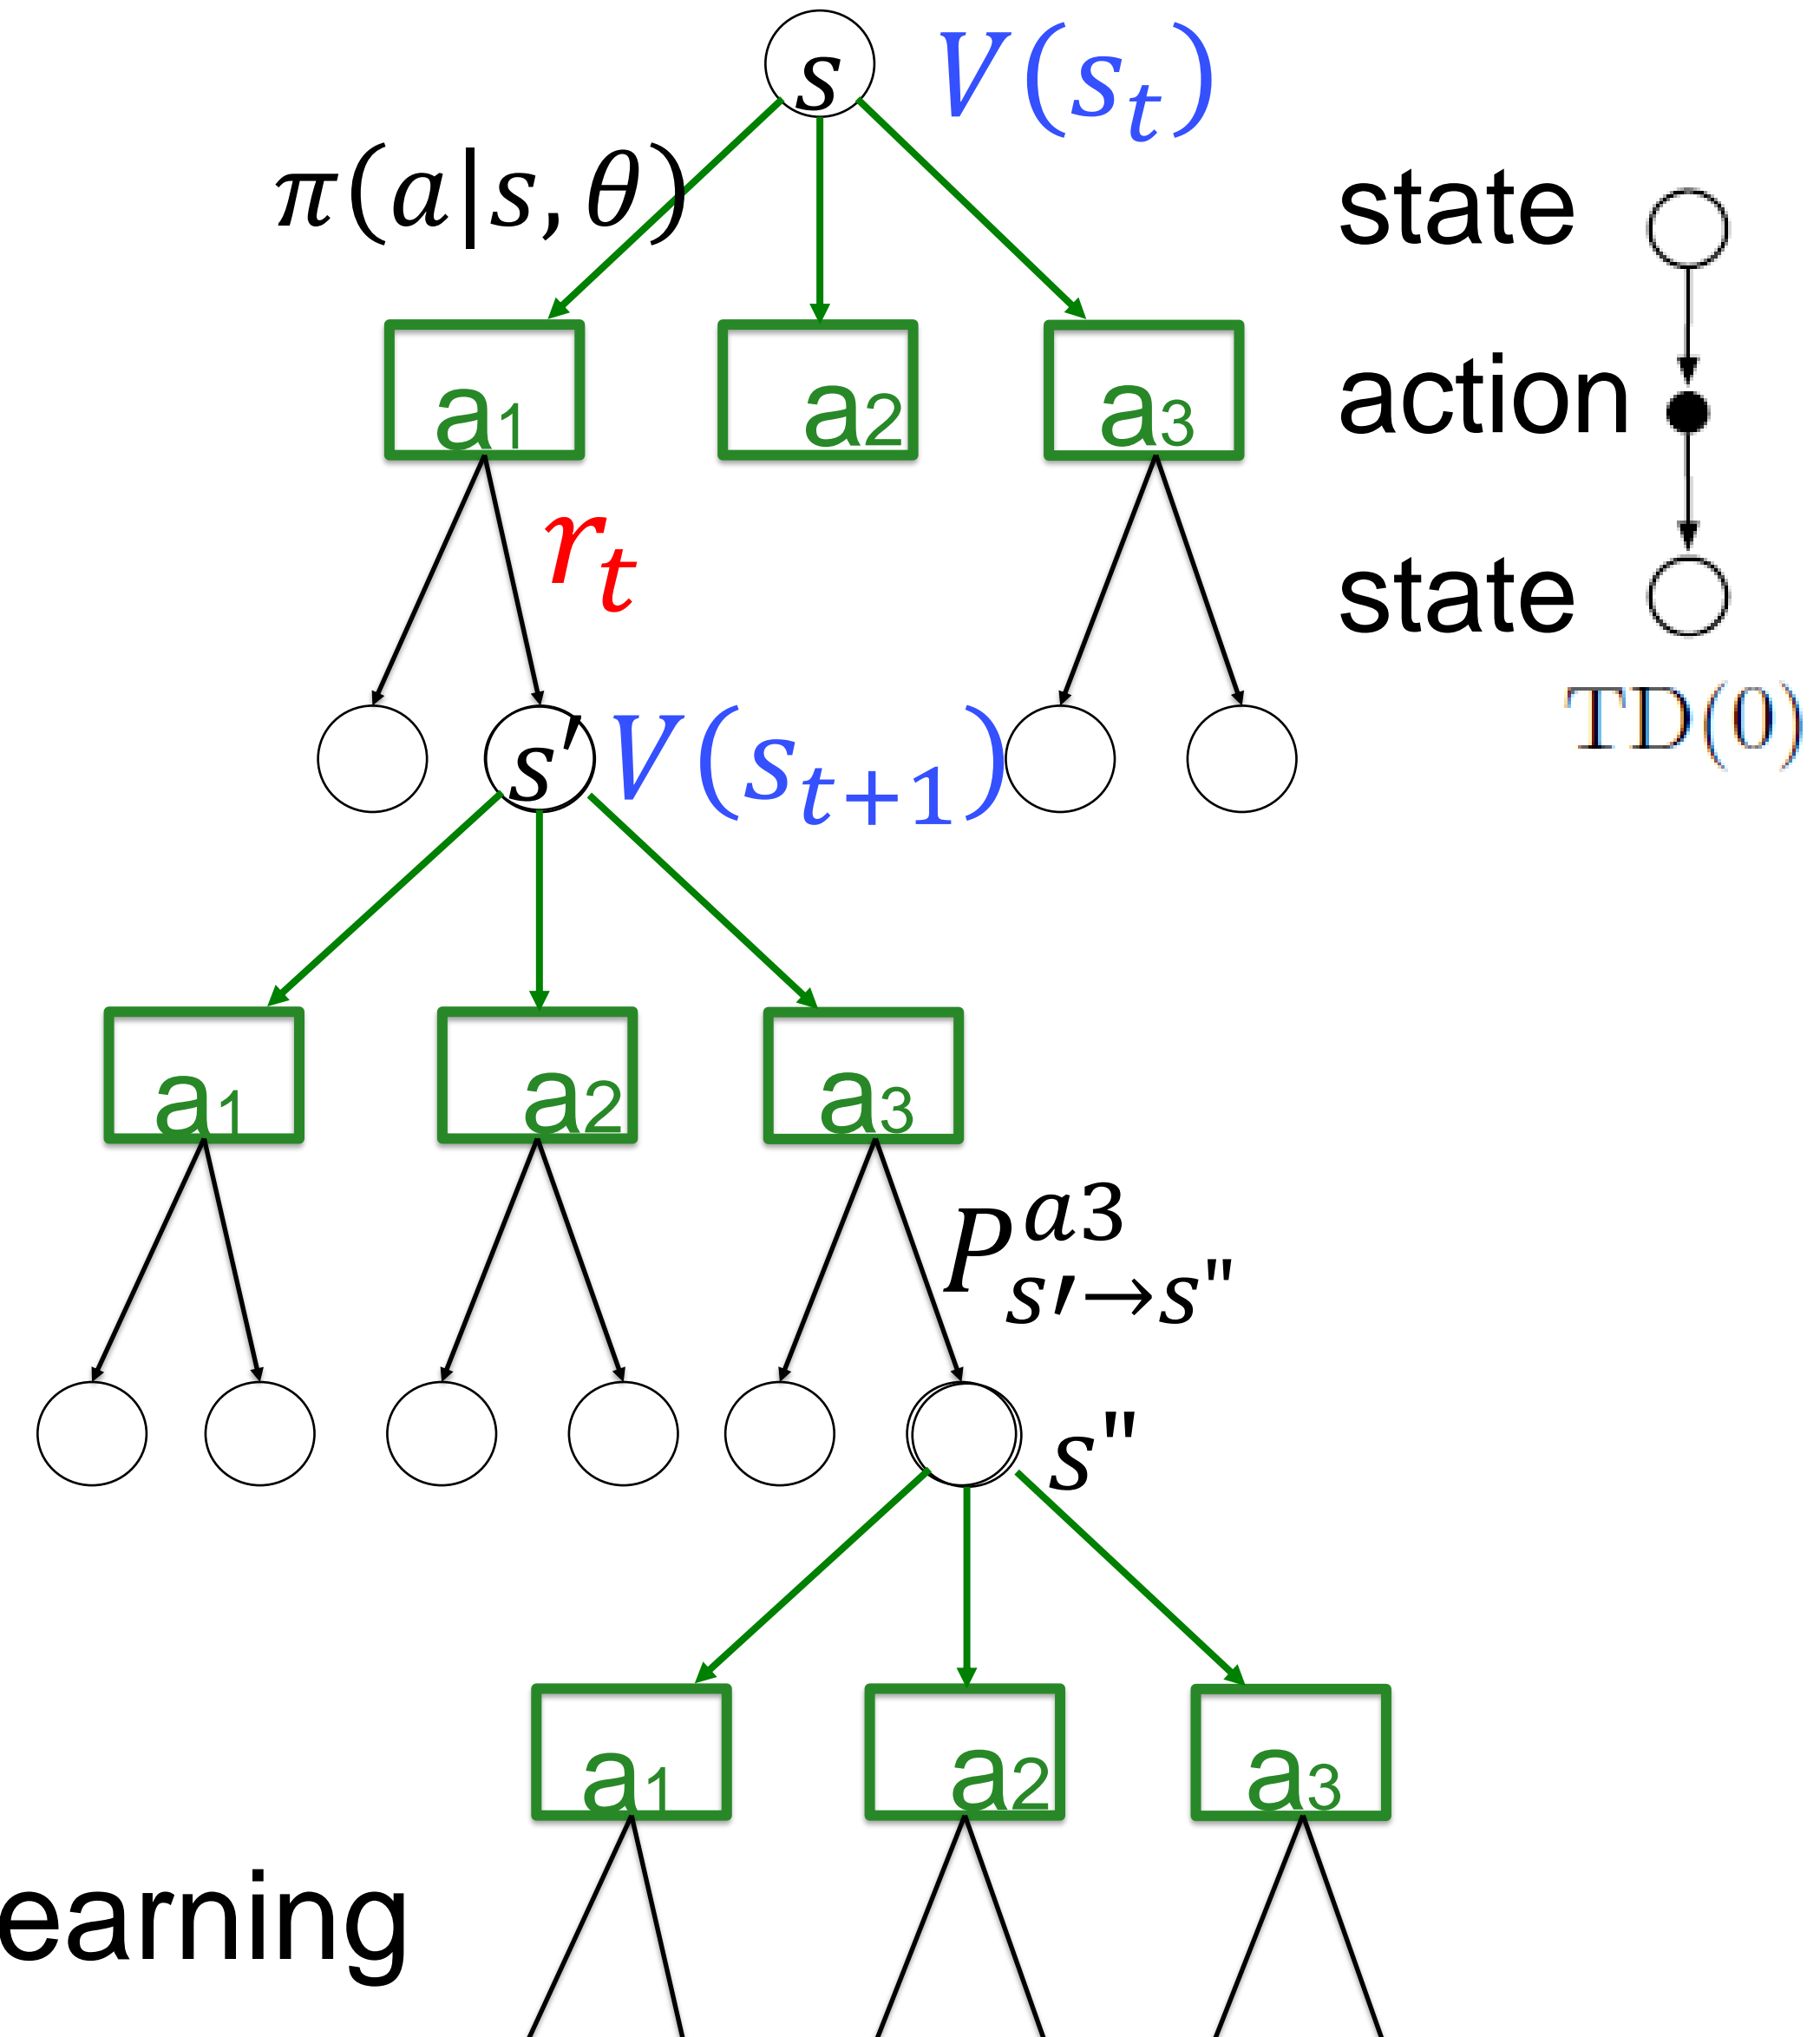 s V(s_t)
π(a|s, θ)
state
a1 a2 a3
action
r_t
state
TD(0)
s′ V(s_{t+1})
a1 a2 a3
P^{a3}_{s′→s"}
s"
a1 a2 a3
earning